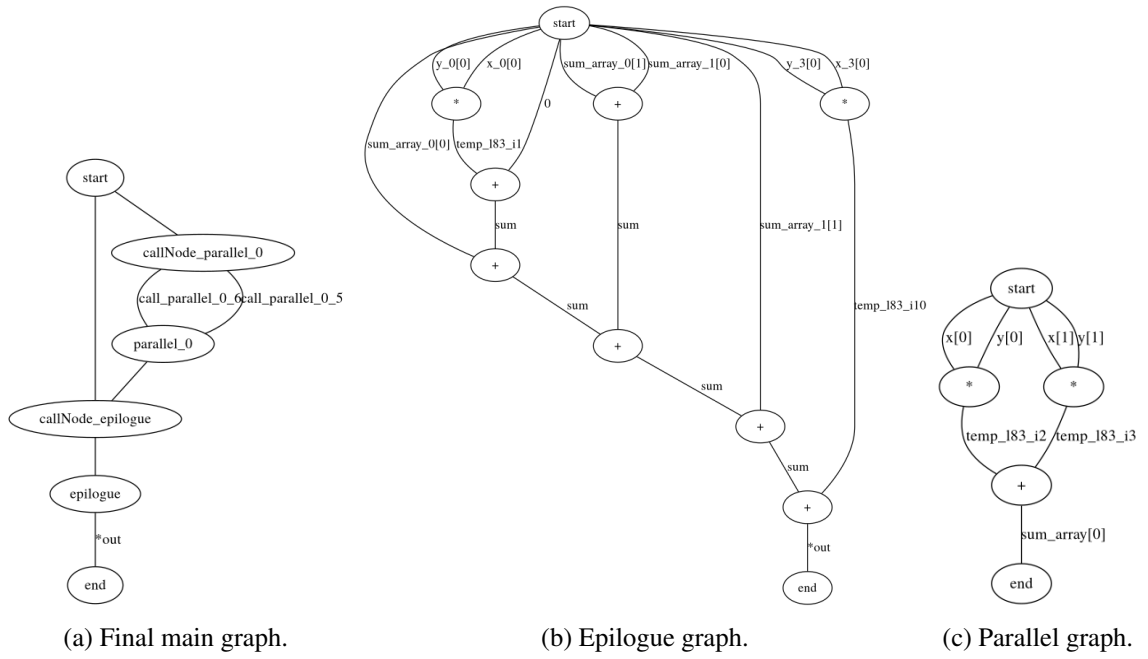 start
callNode_parallel_0
call_parallel_0_6
call_parallel_0_5
parallel_0
callNode_epilogue
epilogue
*out
end
(a) Final main graph.
start
y_0[0]
x_0[0]
sum_array_0[1]
sum_array_1[0]
y_3[0]
x_3[0]
*
0
+
*
sum_array_0[0]
temp_l83_i1
+
sum
sum
sum_array_1[1]
+
sum
temp_l83_i10
+
sum
+
sum
+
*out
end
(b) Epilogue graph.
start
x[0]
y[0]
x[1]
y[1]
*
*
temp_l83_i2
temp_l83_i3
+
sum_array[0]
end
(c) Parallel graph.